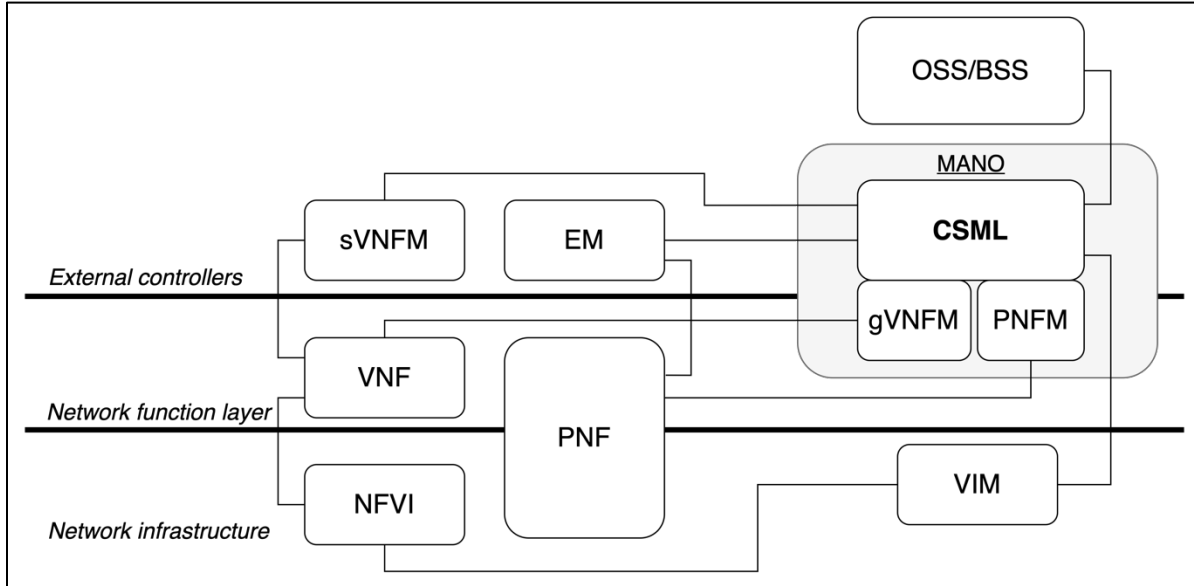 OSS/BSS
MANO
sVNFM
EM
CSML
External controllers
gVNFM
PNFM
VNF
Network function layer
PNF
NFVI
VIM
Network infrastructure